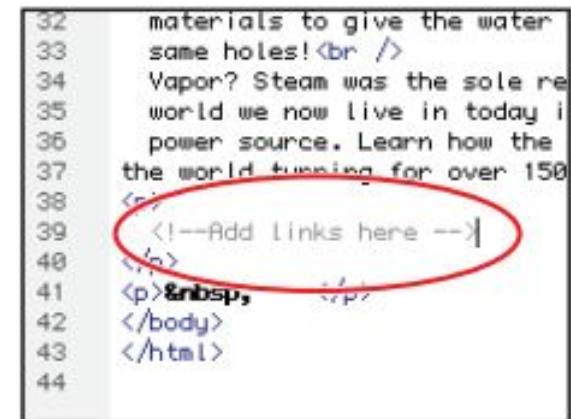 32 materials to give the water
33 same holes!<br />
34 Vapor? Steam was the sole re
35 world we now live in today i
36 power source. Learn how the
37 the world turning for over 150
38 <p>
39 <!--Add links here -->
40 </p>
41 <p>&nbsp; </p>
42 </body>
43 </html>
44